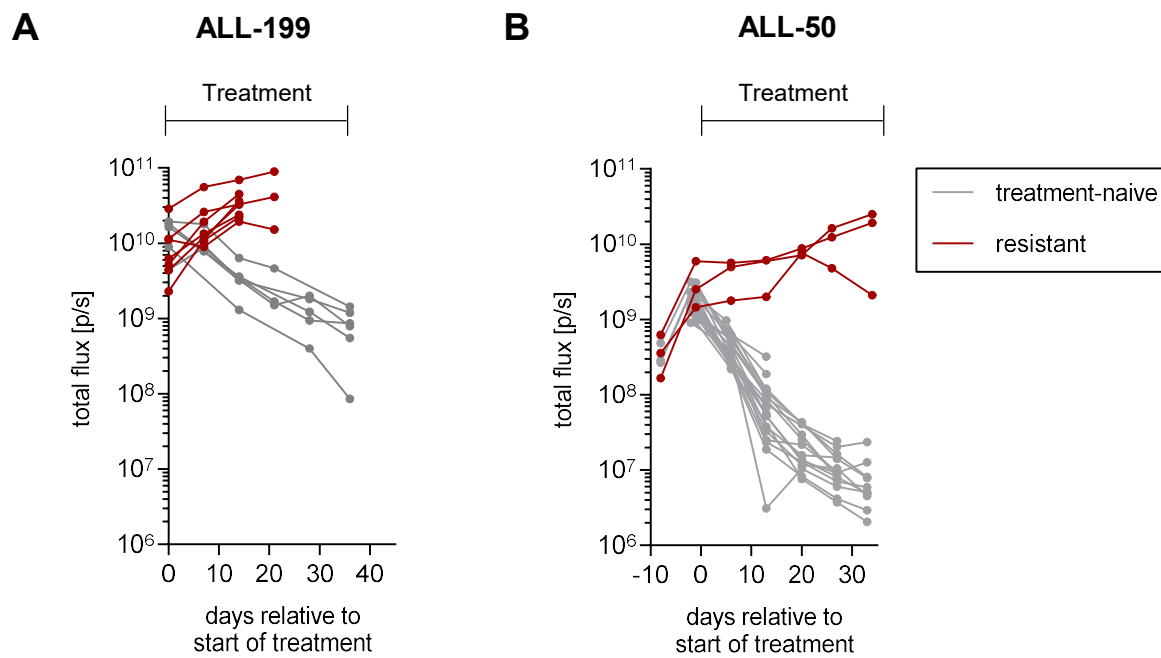 A
ALL-199
B
ALL-50
Treatment
Treatment
10¹¹
10¹⁰
10⁹
10⁸
10⁷
10⁶
total flux [p/s]
0 10 20 30 40
days relative to
start of treatment
10¹¹
10¹⁰
10⁹
10⁸
10⁷
10⁶
total flux [p/s]
-10 0 10 20 30
days relative to
start of treatment
treatment-naive
resistant